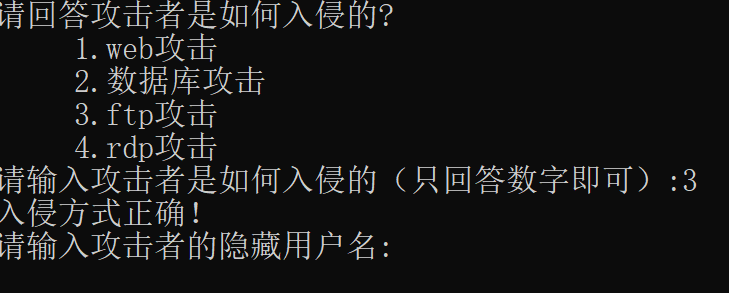 请回答攻击者是如何入侵的?
1.web攻击
2.数据库攻击
3.ftp攻击
4.rdp攻击
请输入攻击者是如何入侵的（只回答数字即可）:3
入侵方式正确!
请输入攻击者的隐藏用户名: